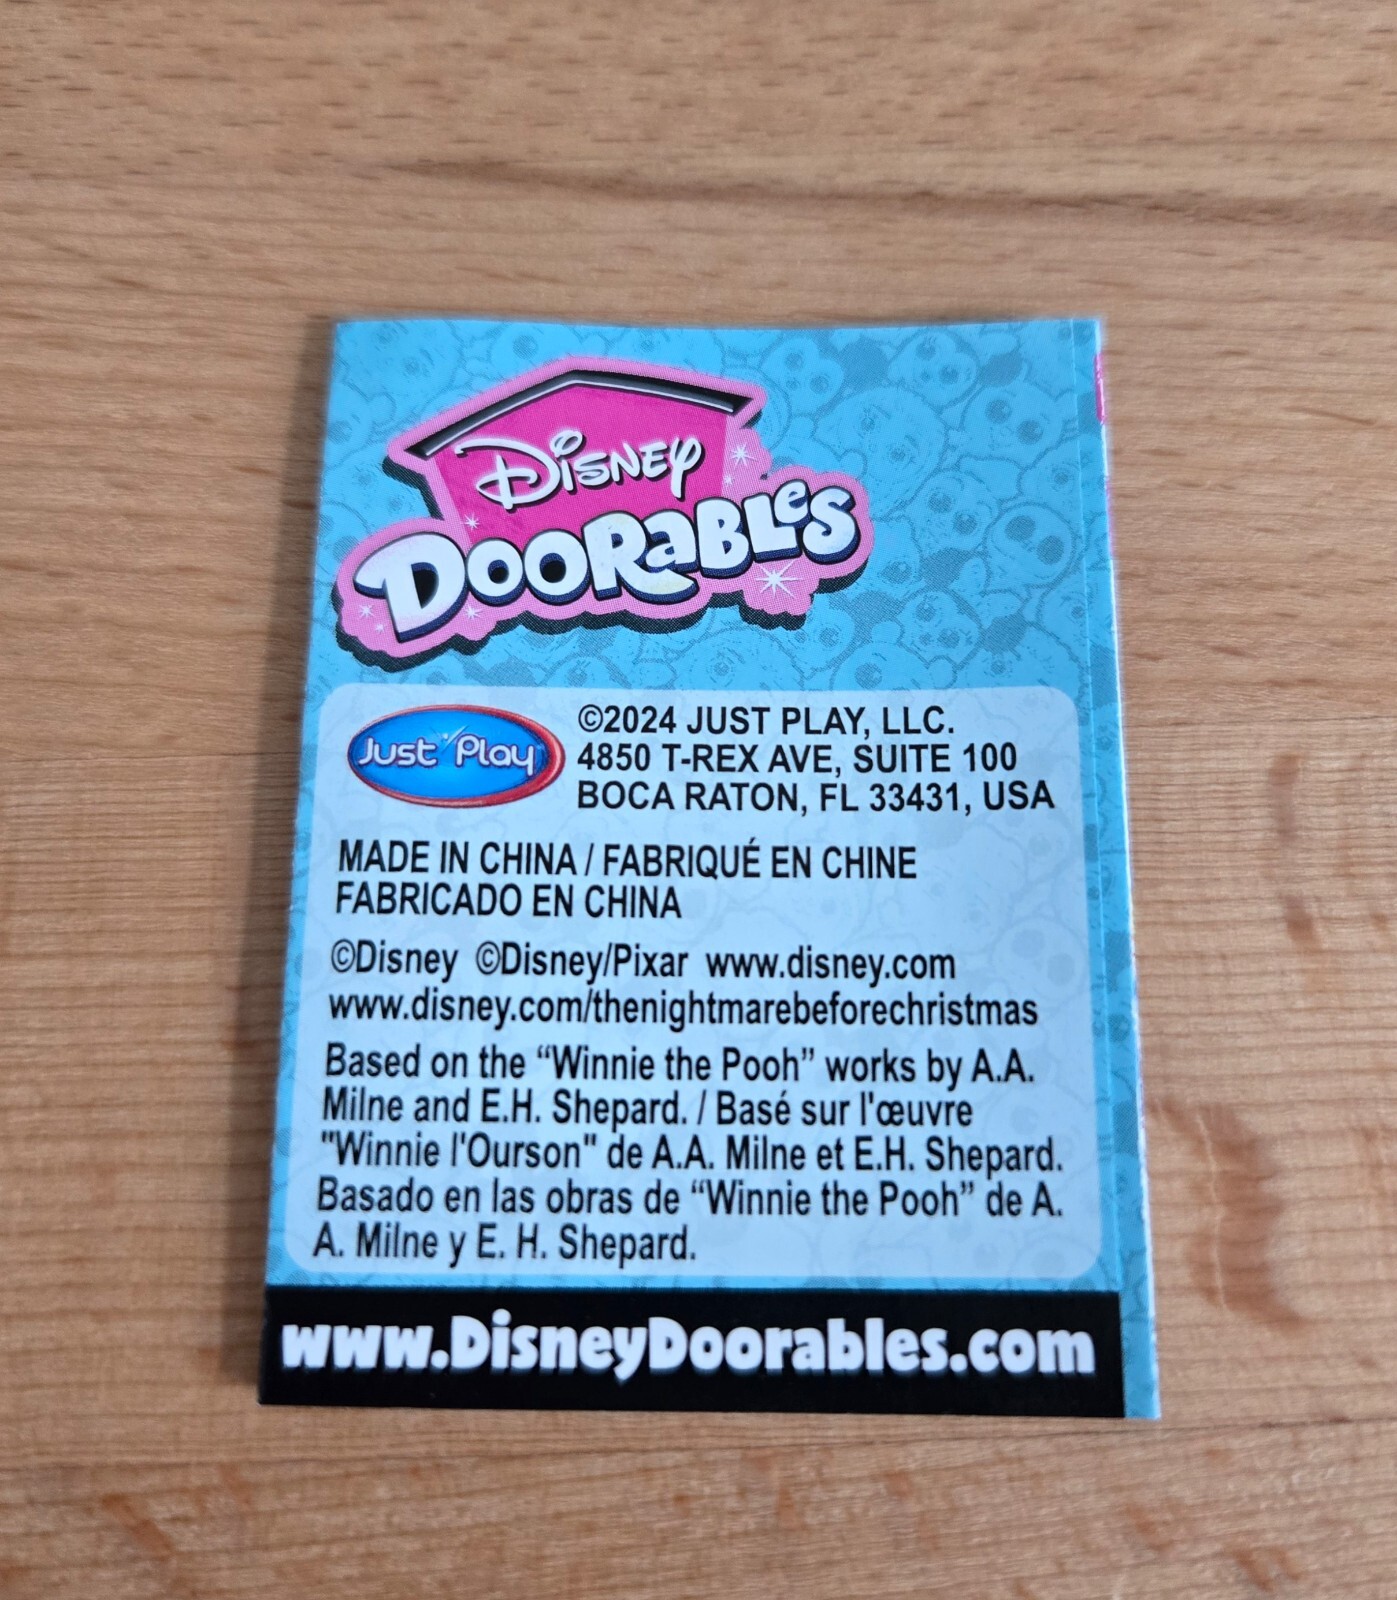 Disney
DOORaBLeS
Just Play
©2024 JUST PLAY, LLC.
4850 T-REX AVE, SUITE 100
BOCA RATON, FL 33431, USA
MADE IN CHINA / FABRIQUÉ EN CHINE
FABRICADO EN CHINA
©Disney ©Disney/Pixar www.disney.com
www.disney.com/thenightmarebeforechristmas
Based on the “Winnie the Pooh” works by A.A.
Milne and E.H. Shepard. / Basé sur l'œuvre
"Winnie l'Ourson" de A.A. Milne et E.H. Shepard.
Basado en las obras de “Winnie the Pooh” de A.
A. Milne y E. H. Shepard.
www.DisneyDoorables.com